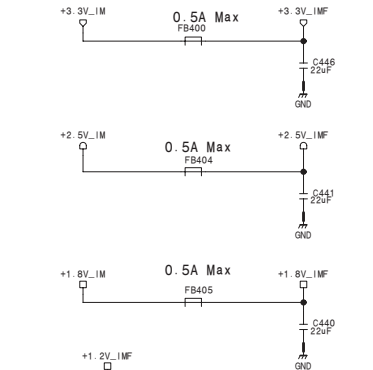 +3.3V_IM 0.5A Max +3.3V_IMF
FB400
C446
22uF
GND
+2.5V_IM 0.5A Max +2.5V_IMF
FB404
C441
22uF
GND
+1.8V_IM 0.5A Max +1.8V_IMF
FB405
C440
22uF
+1.2V_IMF
GND